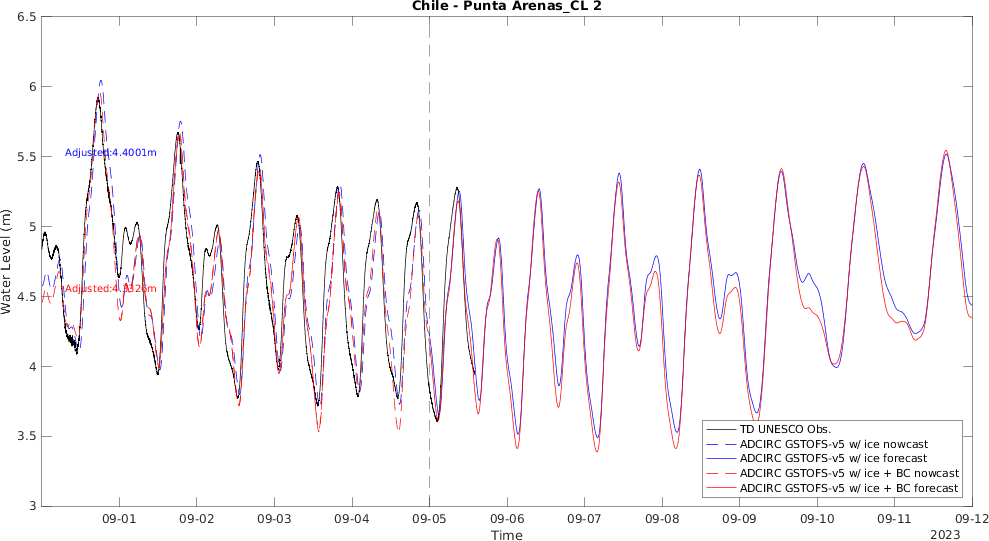 Chile - Punta Arenas_CL 2
6.5
6
5.5
5
4.5
4
3.5
3
Water Level (m)
Adjusted:4.4001m
Adjusted:4.1326m
TD UNESCO Obs.
ADCIRC GSTOFS-v5 w/ ice nowcast
ADCIRC GSTOFS-v5 w/ ice forecast
ADCIRC GSTOFS-v5 w/ ice + BC nowcast
ADCIRC GSTOFS-v5 w/ ice + BC forecast
09-01 09-02 09-03 09-04 09-05 09-06 09-07 09-08 09-09 09-10 09-11 09-12
Time
2023